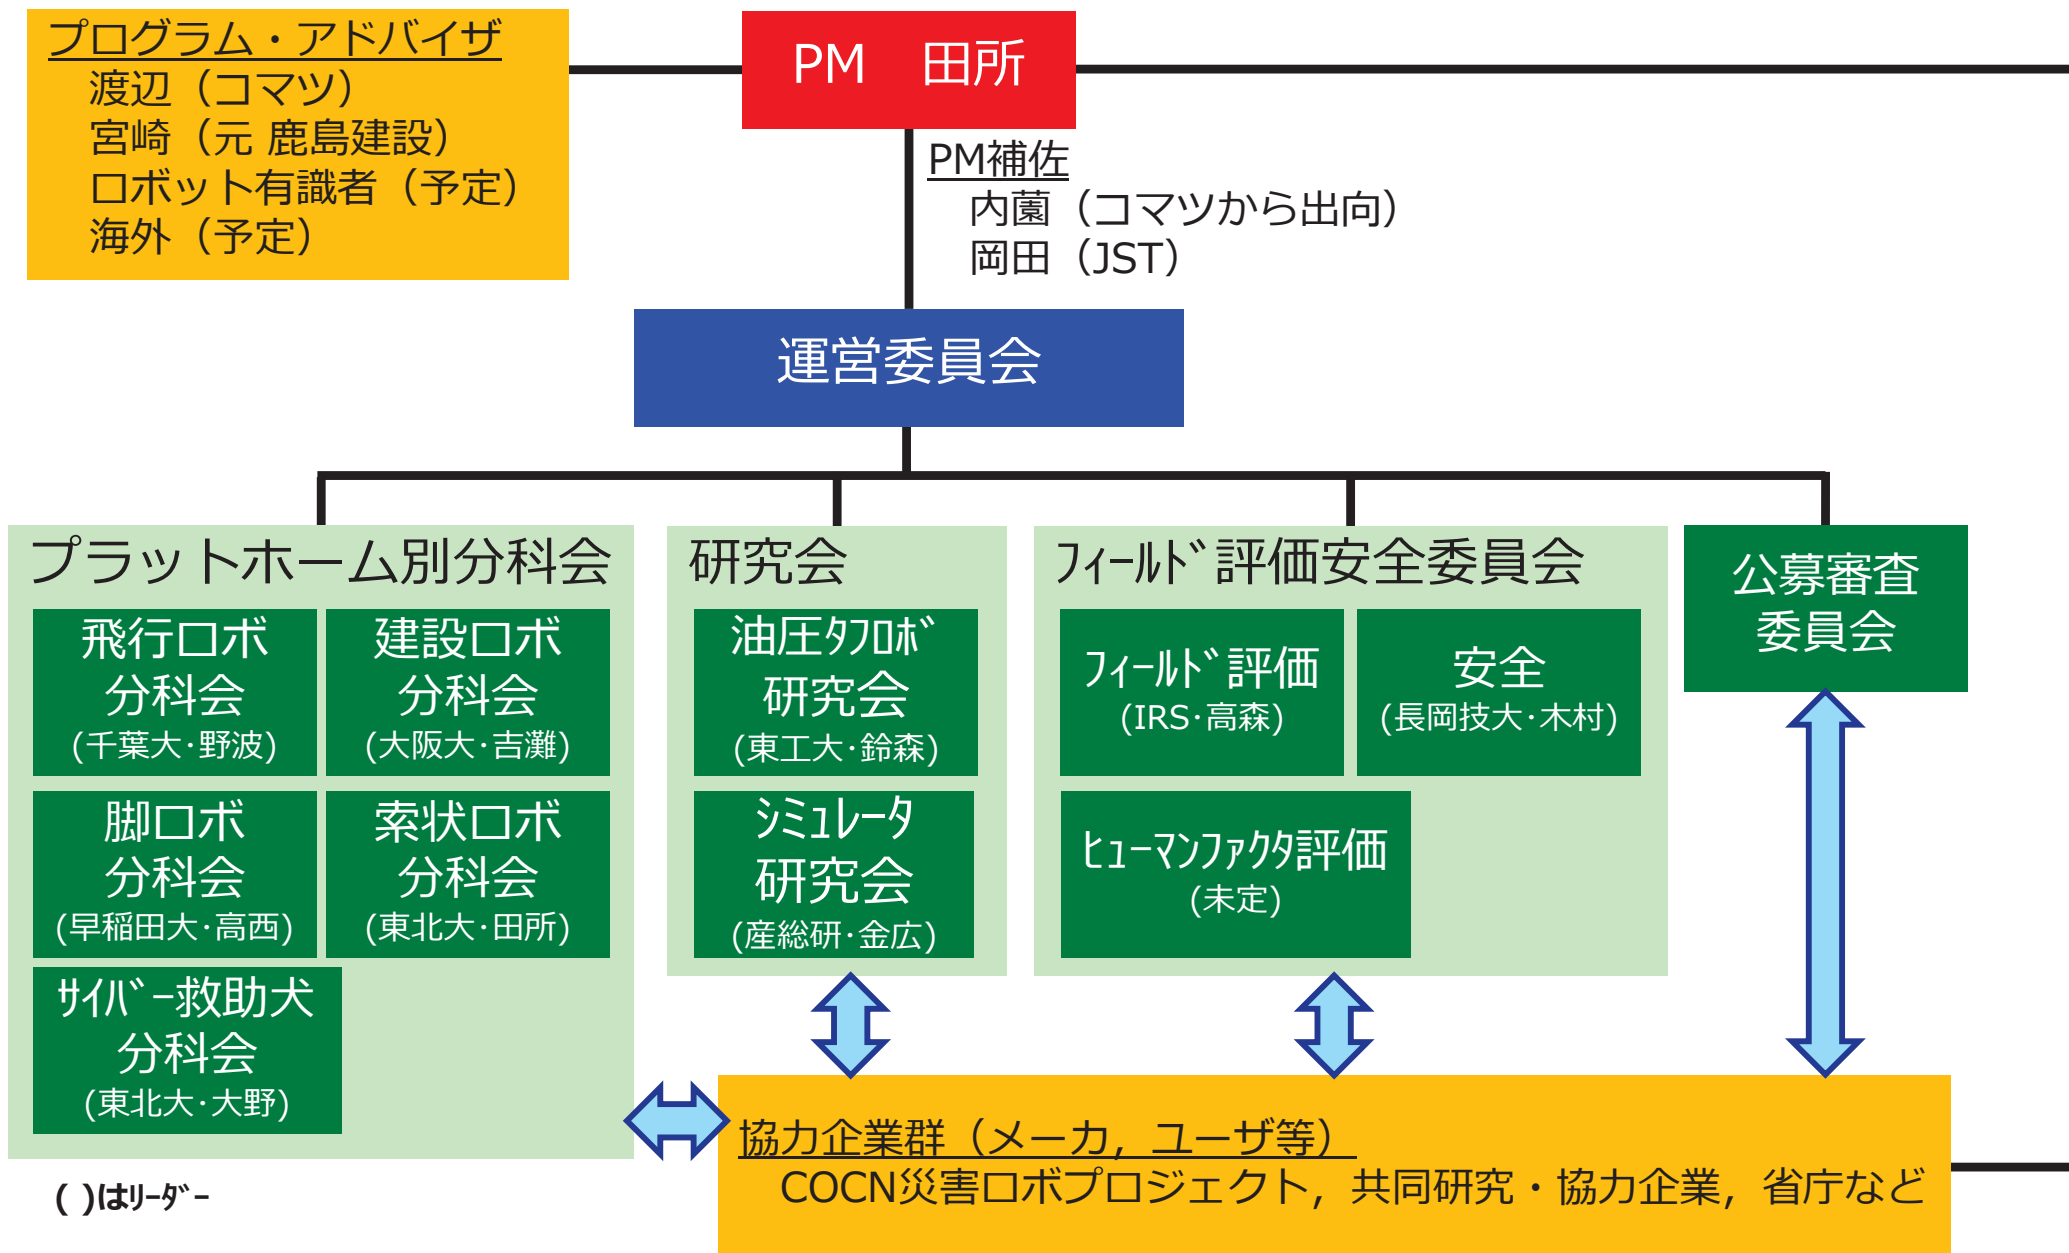 プログラム・アドバイザ
渡辺（コマツ）
宮崎（元 鹿島建設）
ロボット有識者（予定）
海外（予定）
PM　田所
PM補佐
内薗（コマツから出向）
岡田（JST）
運営委員会
プラットホーム別分科会
飛行ロボ
分科会
(千葉大･野波)
建設ロボ
分科会
(大阪大･吉灘)
脚ロボ
分科会
(早稲田大･高西)
索状ロボ
分科会
(東北大･田所)
ｻｲﾊﾞｰ救助犬
分科会
(東北大･大野)
研究会
油圧ﾀﾌﾛﾎﾞ
研究会
(東工大･鈴森)
ｼﾐｭﾚｰﾀ
研究会
(産総研･金広)
ﾌｨｰﾙﾄﾞ評価安全委員会
ﾌｨｰﾙﾄﾞ評価
(IRS･高森)
安全
(長岡技大･木村)
ﾋｭｰﾏﾝﾌｧｸﾀ評価
(未定)
公募審査
委員会
協力企業群（メーカ，ユーザ等）
COCN災害ロボプロジェクト，共同研究・協力企業，省庁など
( )はﾘｰﾀﾞｰ